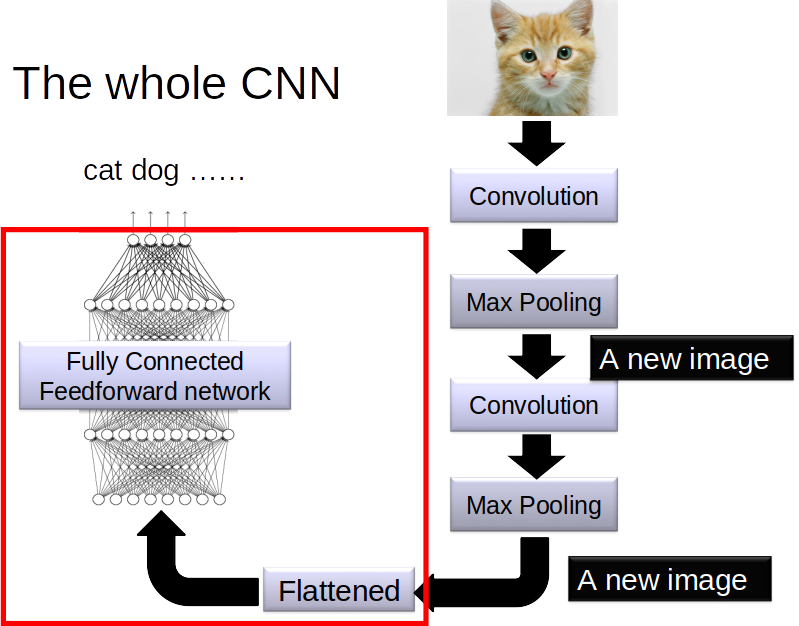 The whole CNN
cat dog ……
Convolution
Max Pooling
A new image
Convolution
Max Pooling
A new image
Flattened
Fully Connected
Feedforward network